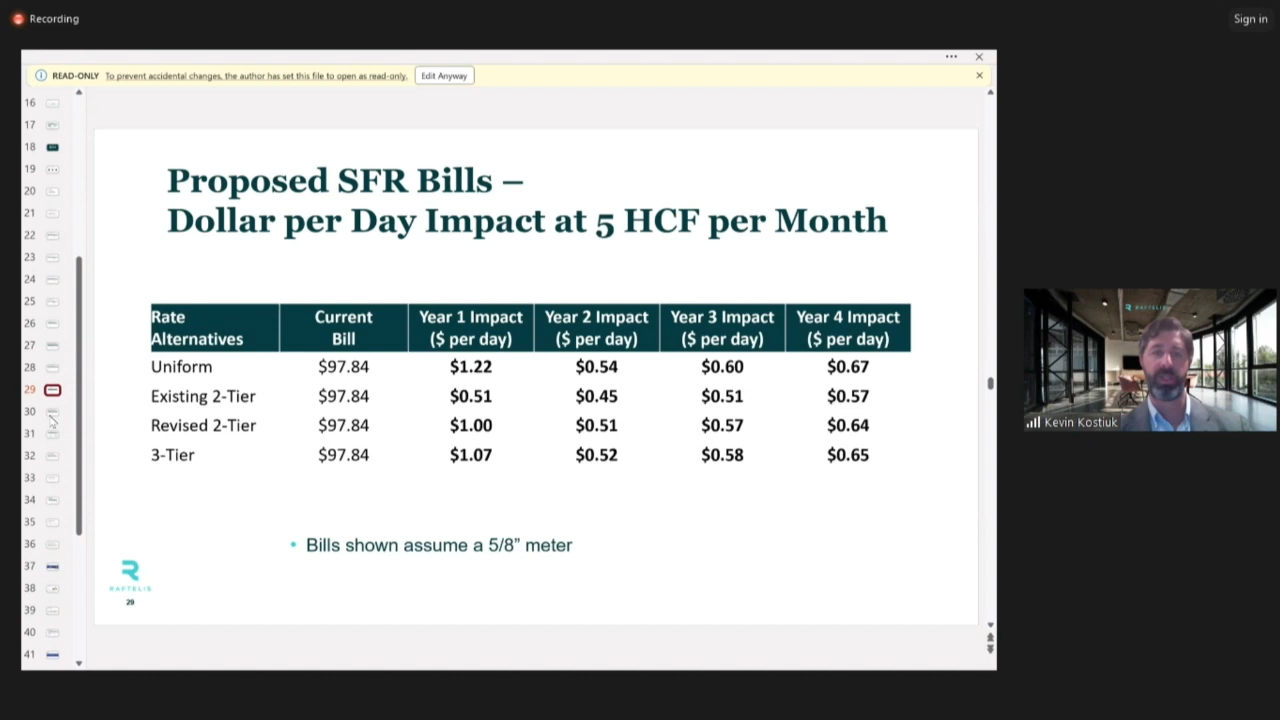 Recording
Sign in
READ-ONLY To prevent accidental changes, the author has set this file to open as read-only. Edit Anyway
16
17
18
19
20
21
22
23
24
25
26
27
28
29
30
31
32
33
34
35
36
37
38
39
40
41
Proposed SFR Bills –
Dollar per Day Impact at 5 HCF per Month
Rate Alternatives Current Bill Year 1 Impact ($ per day) Year 2 Impact ($ per day) Year 3 Impact ($ per day) Year 4 Impact ($ per day)
Uniform $97.84 $1.22 $0.54 $0.60 $0.67
Existing 2-Tier $97.84 $0.51 $0.45 $0.51 $0.57
Revised 2-Tier $97.84 $1.00 $0.51 $0.57 $0.64
3-Tier $97.84 $1.07 $0.52 $0.58 $0.65
• Bills shown assume a 5/8” meter
RAFTELIS
29
RAFTELIS
Kevin Kostiuk